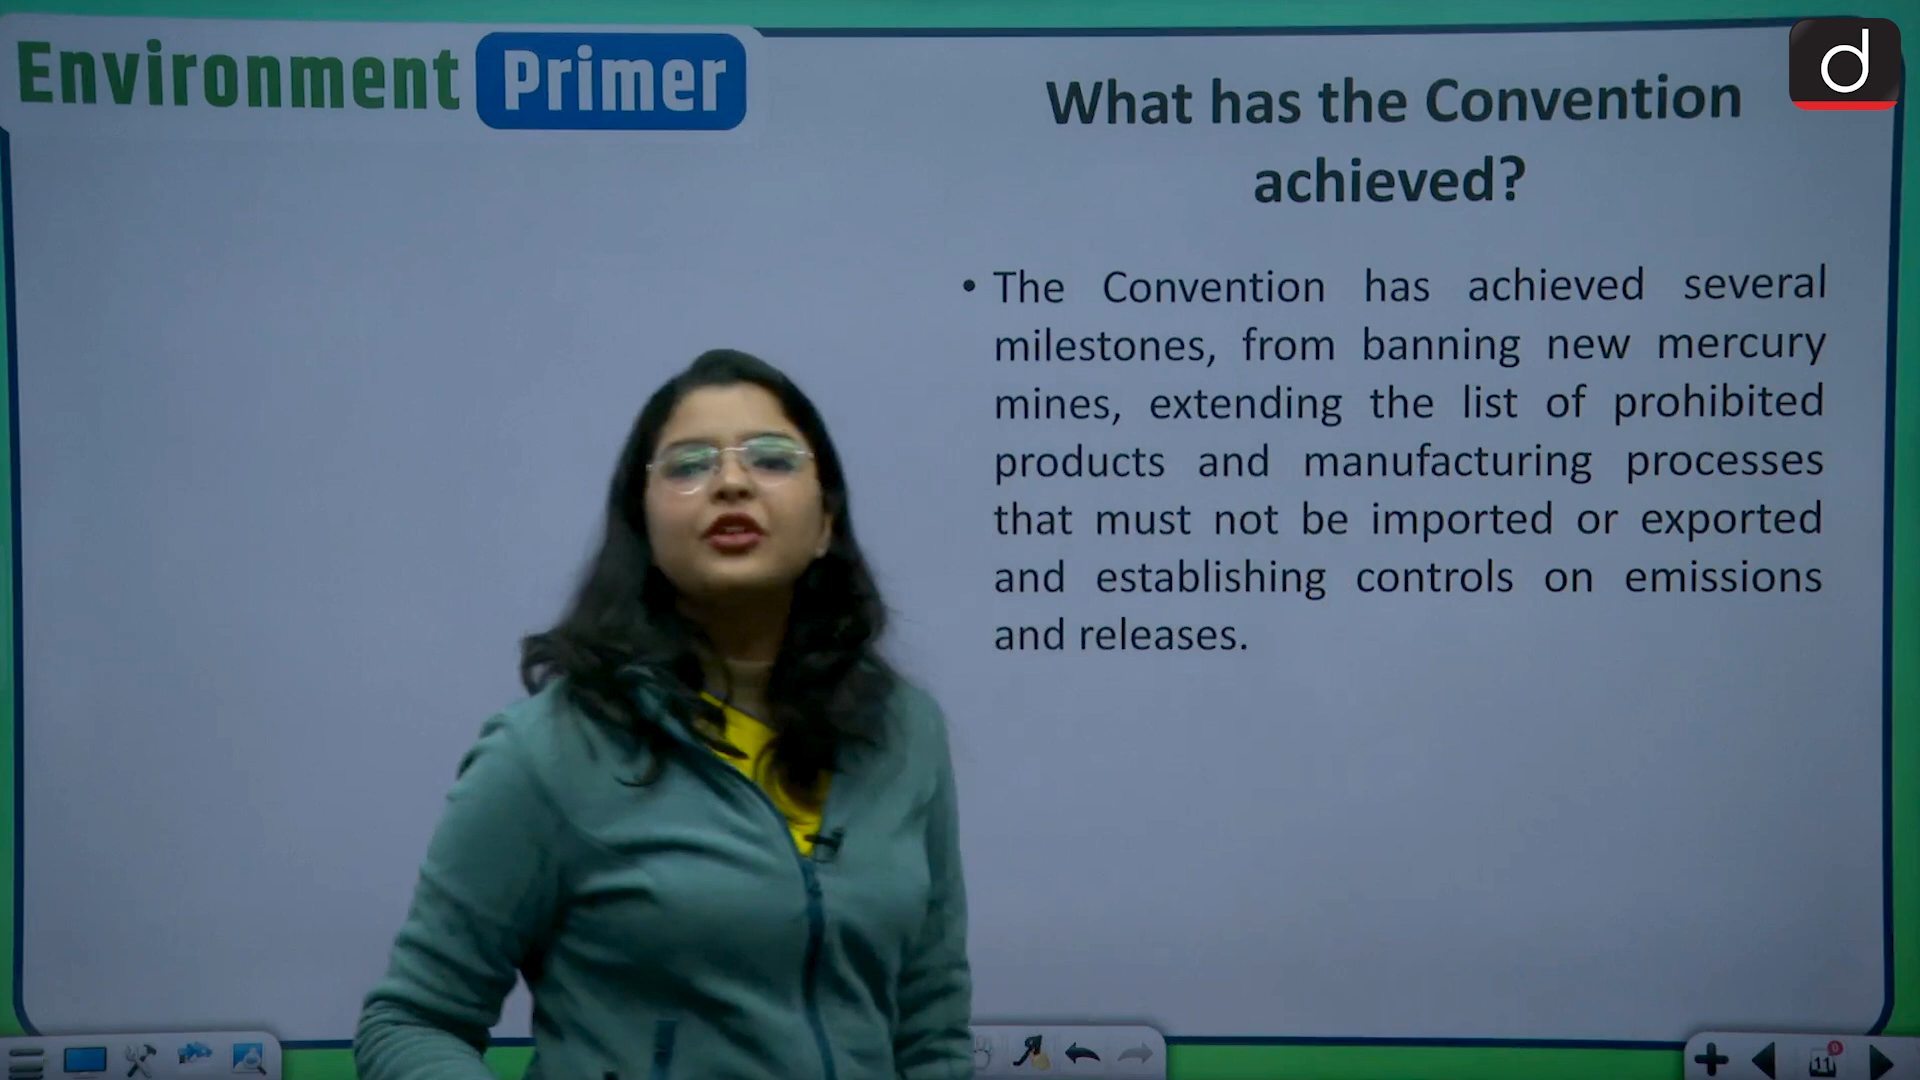 Environment Primer
d
What has the Convention
achieved?
• The Convention has achieved several
milestones, from banning new mercury
mines, extending the list of prohibited
products and manufacturing processes
that must not be imported or exported
and establishing controls on emissions
and releases.
11